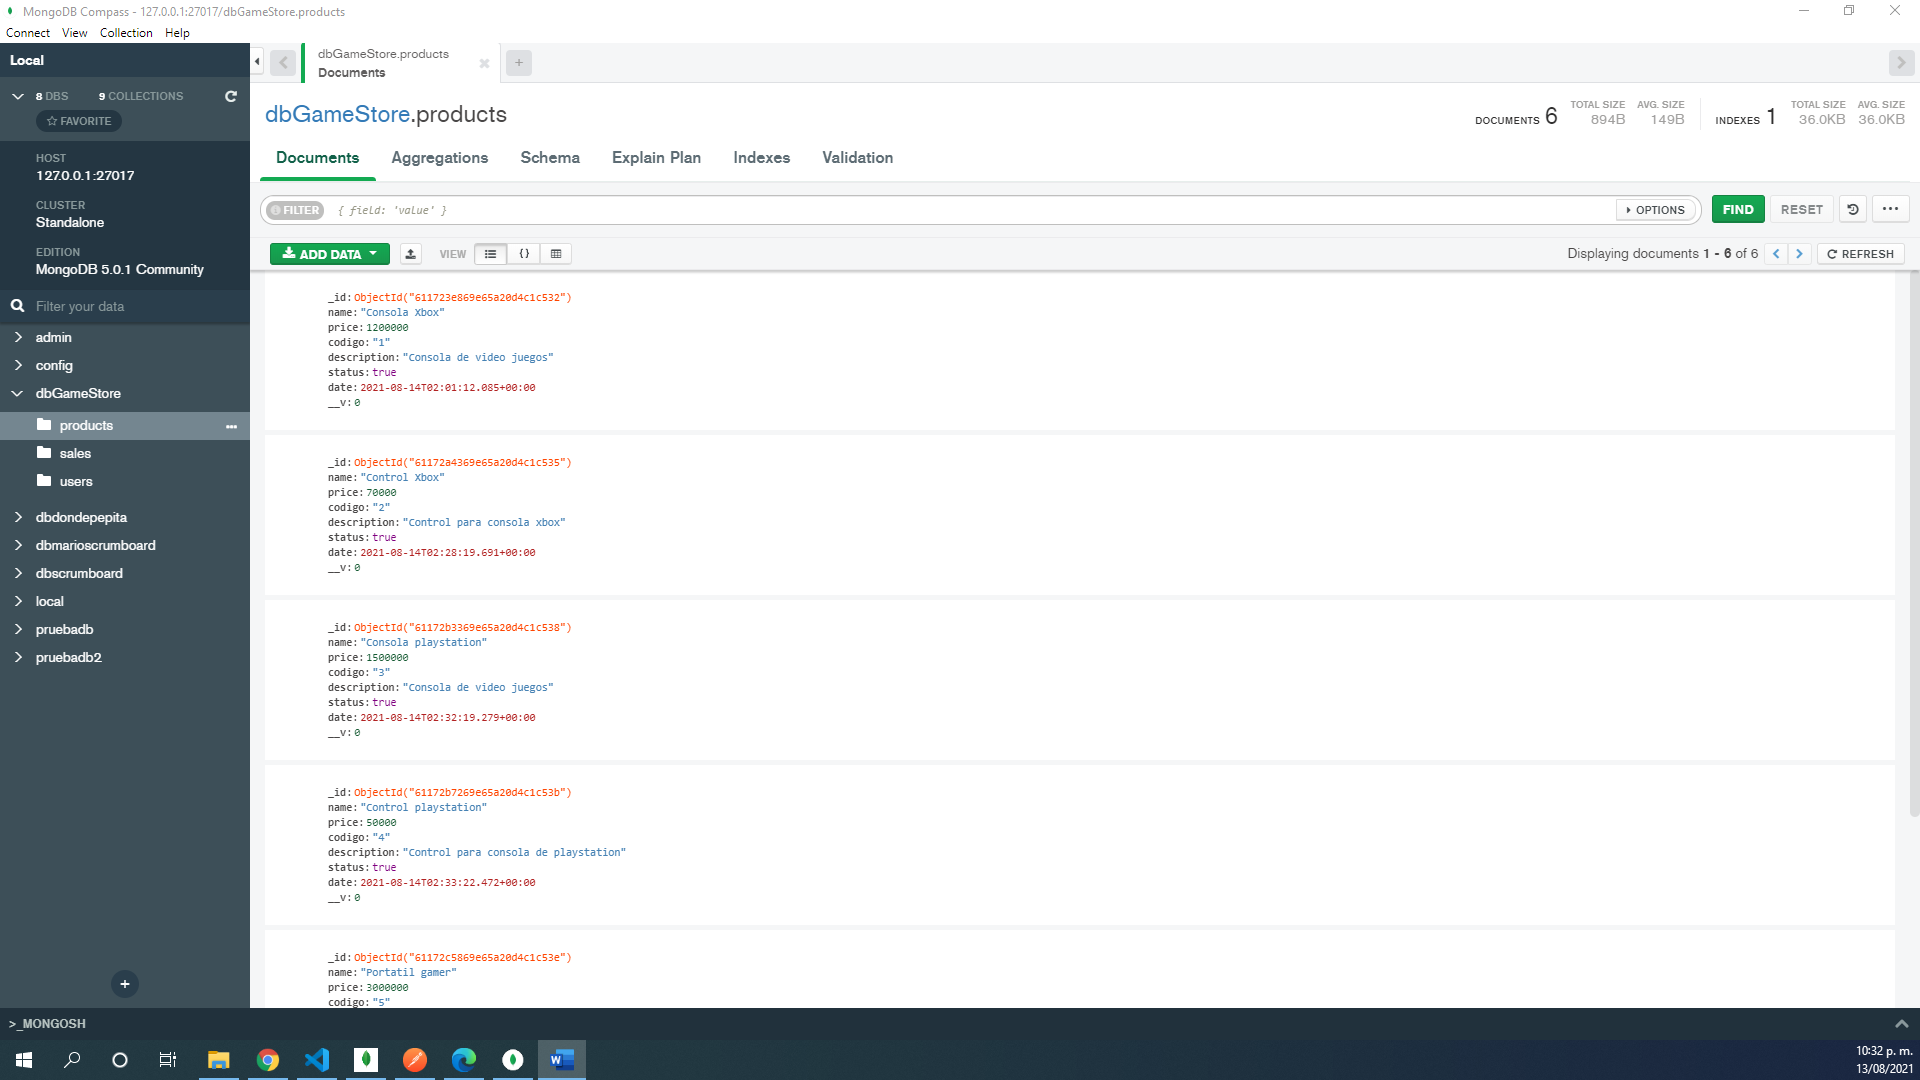 MongoDB Compass - 127.0.0.1:27017/dbGameStore.products
Connect View Collection Help
Local
8 DBS 9 COLLECTIONS
FAVORITE
HOST
127.0.0.1:27017
CLUSTER
Standalone
EDITION
MongoDB 5.0.1 Community
Filter your data
admin
config
dbGameStore
products
sales
users
dbdondepepita
dbmarioscrumboard
dbscrumboard
local
pruebadb
pruebadb2
dbGameStore.products
Documents
dbGameStore.products
DOCUMENTS 6 TOTAL SIZE 894B AVG. SIZE 149B INDEXES 1 TOTAL SIZE 36.0KB AVG. SIZE 36.0KB
Documents Aggregations Schema Explain Plan Indexes Validation
FILTER { field: 'value' } OPTIONS FIND RESET
ADD DATA VIEW { } Displaying documents 1 - 6 of 6 REFRESH
_id: ObjectId("611723e869e65a20d4c1c532")
name: "Consola Xbox"
price: 1200000
codigo: "1"
description: "Consola de video juegos"
status: true
date: 2021-08-14T02:01:12.085+00:00
__v: 0
_id: ObjectId("61172a4369e65a20d4c1c535")
name: "Control Xbox"
price: 70000
codigo: "2"
description: "Control para consola xbox"
status: true
date: 2021-08-14T02:28:19.691+00:00
__v: 0
_id: ObjectId("61172b3369e65a20d4c1c538")
name: "Consola playstation"
price: 1500000
codigo: "3"
description: "Consola de video juegos"
status: true
date: 2021-08-14T02:32:19.279+00:00
__v: 0
_id: ObjectId("61172b7269e65a20d4c1c53b")
name: "Control playstation"
price: 50000
codigo: "4"
description: "Control para consola de playstation"
status: true
date: 2021-08-14T02:33:22.472+00:00
__v: 0
_id: ObjectId("61172c5869e65a20d4c1c53e")
name: "Portatil gamer"
price: 3000000
codigo: "5"
>_MONGOSH
10:32 p. m.
13/08/2021